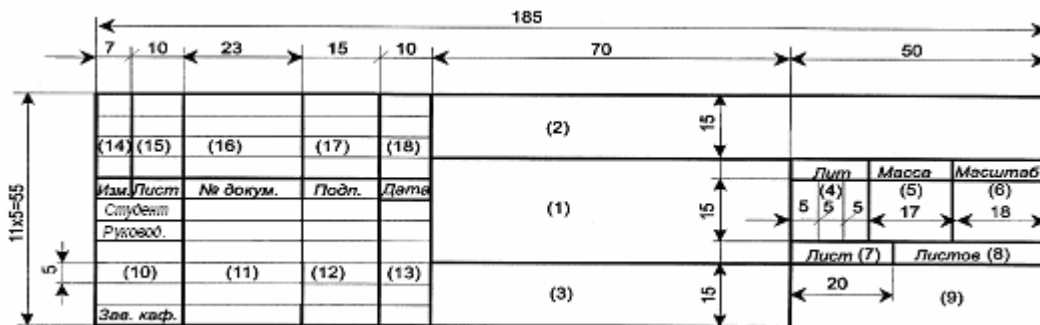 185
7 10 23 15 10 70 50
(2) 15
(14) (15) (16) (17) (18)
Лит Масса Масштаб
Изм. Лист № докум. Подп. Дата (4) (5) (6)
Студент (1) 15 5 5 5 17 18
Руковод.
11х5=55
Лист (7) Листов (8)
5 (10) (11) (12) (13)
20
(3) 15 (9)
Зав. каф.